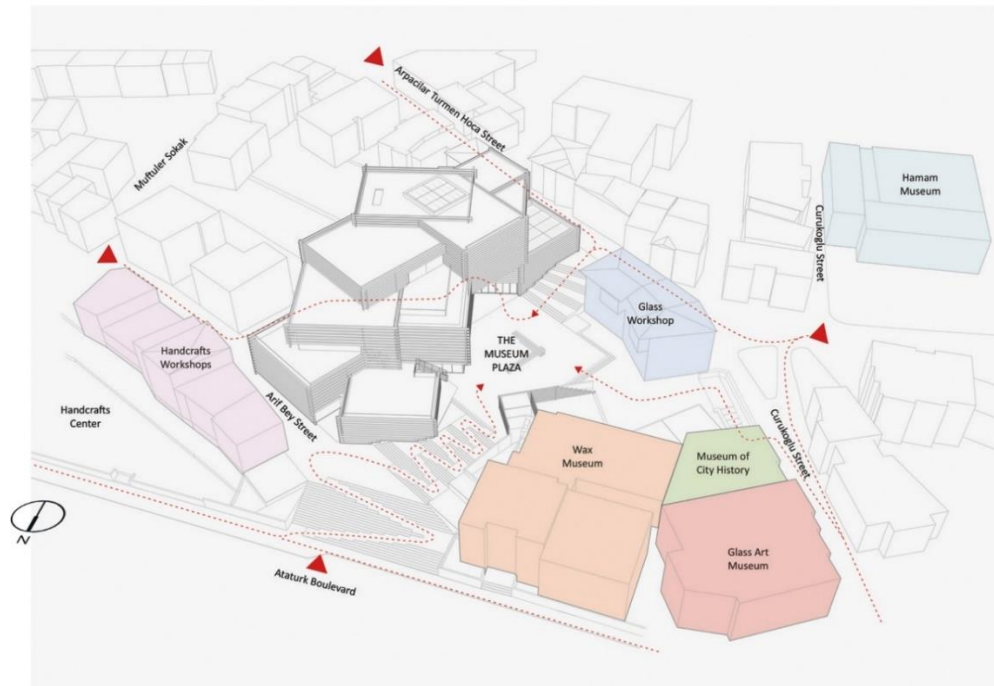 Arpacilar Turmen Hoca Street
Muftuler Sokak
Hamam
Museum
Curukoglu Street
Glass
Workshop
THE
MUSEUM
PLAZA
Handcrafts
Workshops
Handcrafts
Center
Arif Bey Street
Curukoglu Street
Wax
Museum
Museum of
City History
Glass Art
Museum
N
Ataturk Boulevard